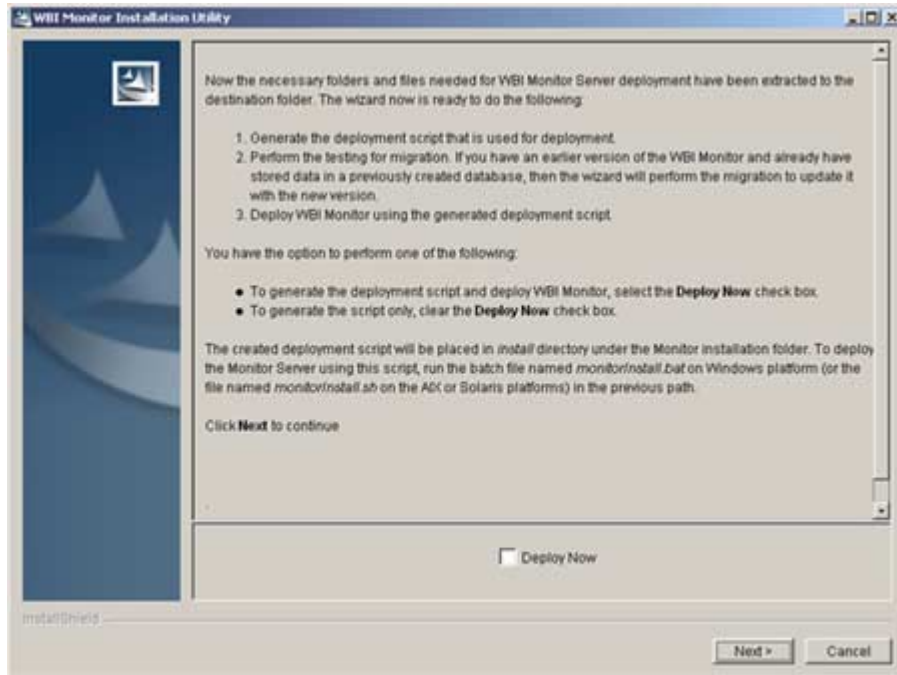 WBI Monitor Installation Utility
Now the necessary folders and files needed for WBI Monitor Server deployment have been extracted to the
destination folder. The wizard now is ready to do the following:
1. Generate the deployment script that is used for deployment.
2. Perform the testing for migration. If you have an earlier version of the WBI Monitor and already have
stored data in a previously created database, then the wizard will perform the migration to update it
with the new version.
3. Deploy WBI Monitor using the generated deployment script.
You have the option to perform one of the following:
● To generate the deployment script and deploy WBI Monitor, select the Deploy Now check box.
● To generate the script only, clear the Deploy Now check box.
The created deployment script will be placed in install directory under the Monitor installation folder. To deploy
the Monitor Server using this script, run the batch file named monitorinstall.bat on Windows platform (or the
file named monitorinstall.sh on the AIX or Solaris platforms) in the previous path.
Click Next to continue
.
Deploy Now
InstallShield
Next >
Cancel